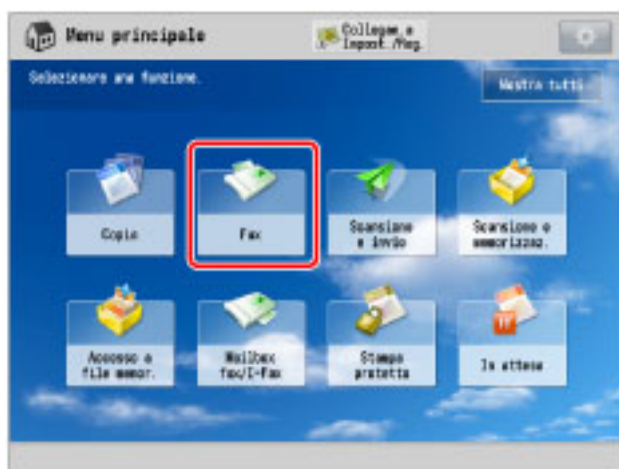 Menu principale
Collegam. a
Impost./Reg.
Selezionare una funzione.
Mostra tutti
Copia
Fax
Scansione
e invio
Scansione e
memorizzaz.
Accesso a
file memor.
Mailbox
fax/I-Fax
Stampa
protetta
In attesa